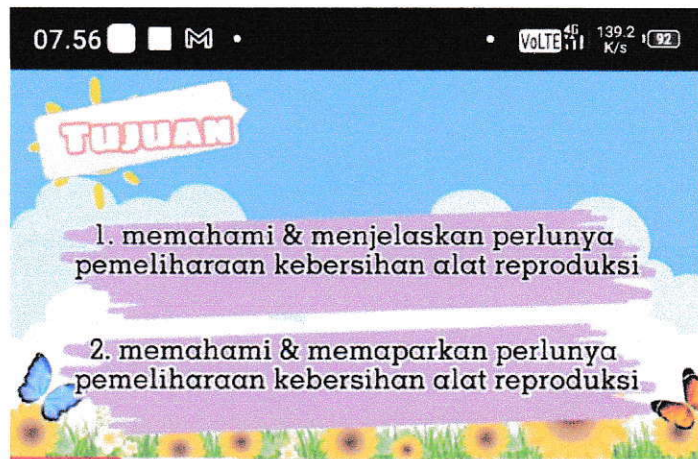 07.56
VoLTE 4G 139.2 K/s 92
TUJUAN
1. memahami & menjelaskan perlunya
pemeliharaan kebersihan alat reproduksi
2. memahami & memaparkan perlunya
pemeliharaan kebersihan alat reproduksi